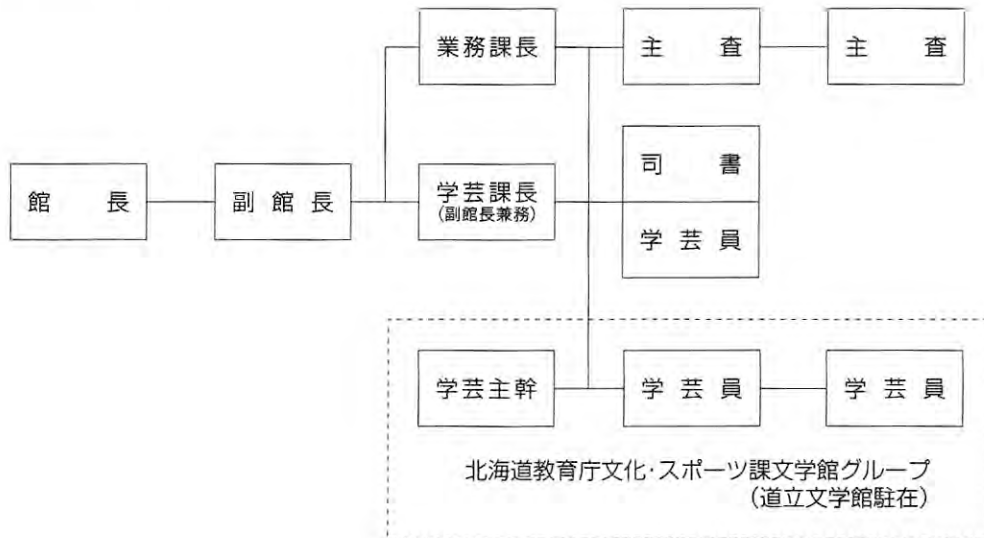 業務課長
主査
主査
館長
副館長
学芸課長
(副館長兼務)
司書
学芸員
学芸主幹
学芸員
学芸員
北海道教育庁文化・スポーツ課文学館グループ
(道立文学館駐在)